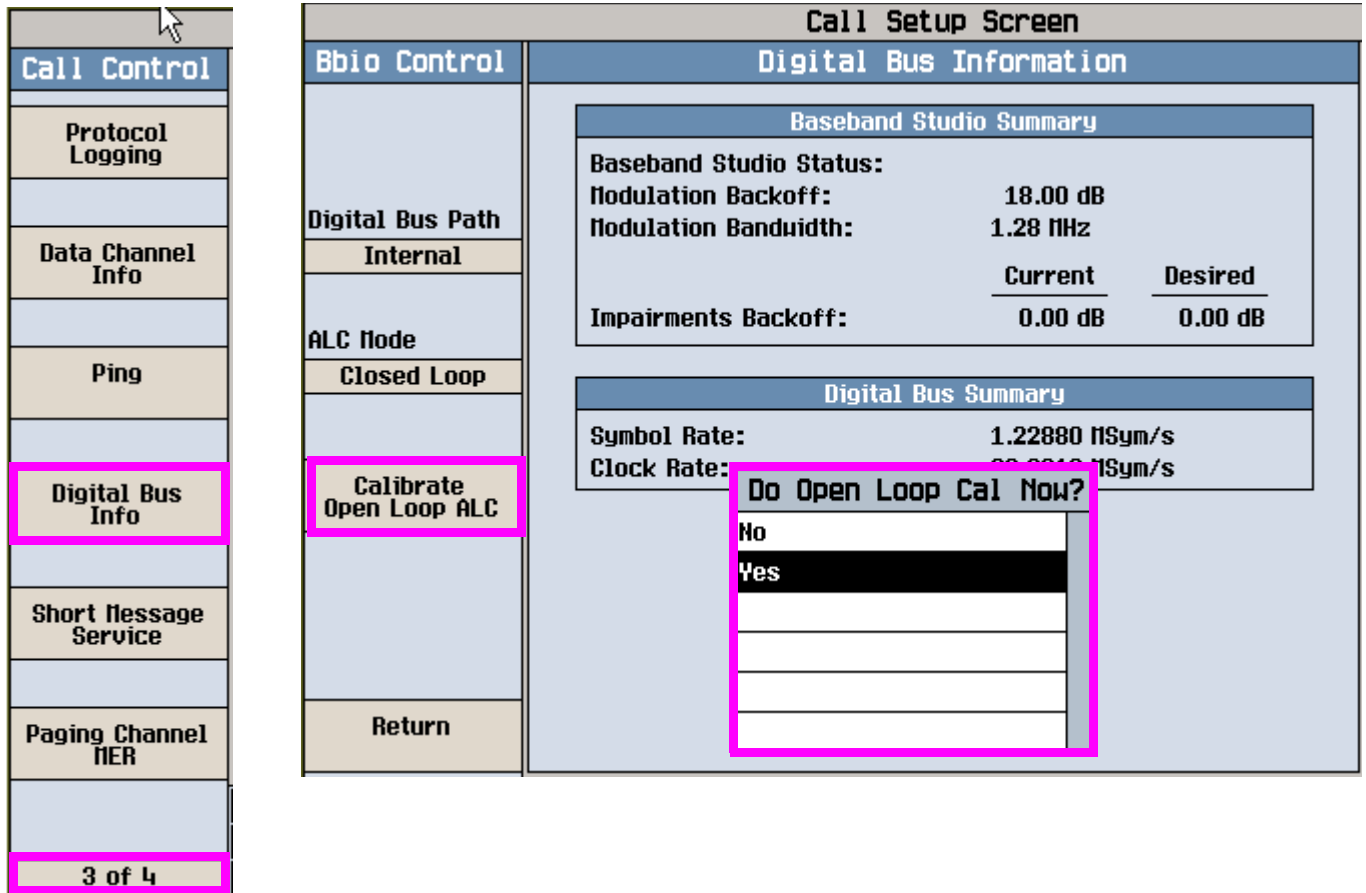 Call Control
Protocol
Logging
Data Channel
Info
Ping
Digital Bus
Info
Short Message
Service
Paging Channel
MER
3 of 4
Call Setup Screen
Bbio Control
Digital Bus Path
Internal
ALC Mode
Closed Loop
Calibrate
Open Loop ALC
Return
Digital Bus Information
Baseband Studio Summary
Baseband Studio Status:
Modulation Backoff: 18.00 dB
Modulation Bandwidth: 1.28 MHz
Current Desired
Impairments Backoff: 0.00 dB 0.00 dB
Digital Bus Summary
Symbol Rate: 1.22880 MSym/s
Clock Rate: MSym/s
Do Open Loop Cal Now?
No
Yes